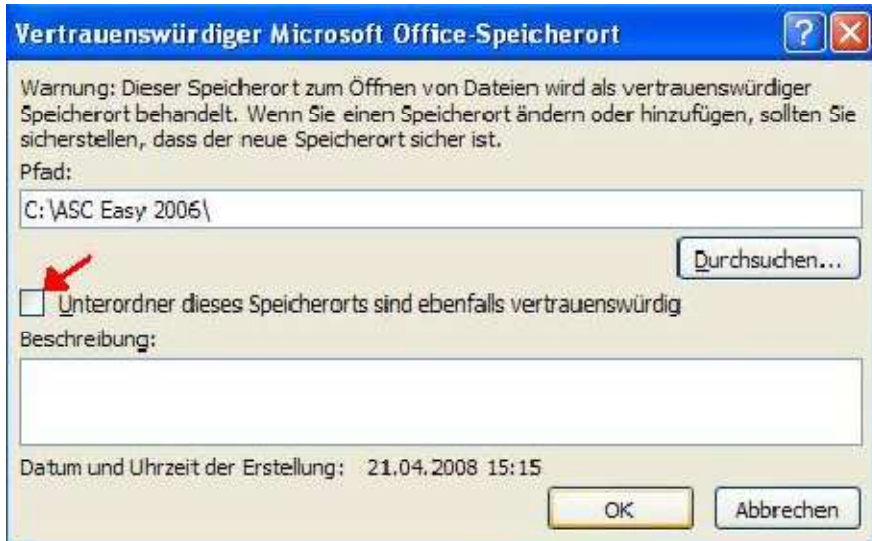 Vertrauenswürdiger Microsoft Office-Speicherort
Warnung: Dieser Speicherort zum Öffnen von Dateien wird als vertrauenswürdiger
Speicherort behandelt. Wenn Sie einen Speicherort ändern oder hinzufügen, sollten Sie
sicherstellen, dass der neue Speicherort sicher ist.
Pfad:
C:\ASC Easy 2006\
Durchsuchen...
Unterordner dieses Speicherorts sind ebenfalls vertrauenswürdig
Beschreibung:
Datum und Uhrzeit der Erstellung: 21.04.2008 15:15
OK Abbrechen